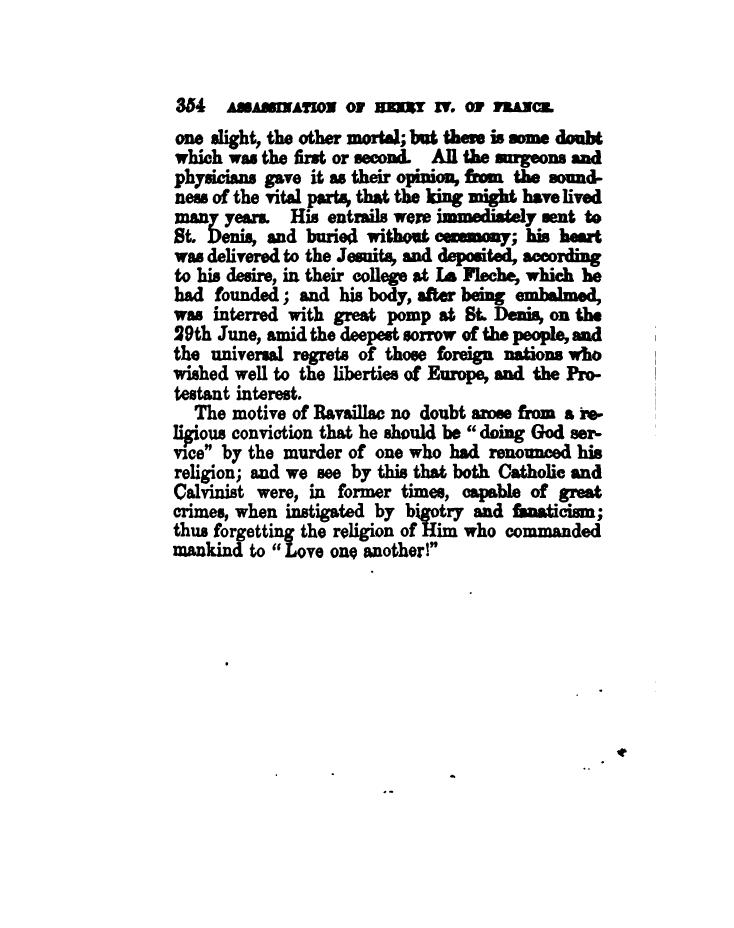 354 ASSASSINATION OF HENRY IV. OF FRANCE.
one slight, the other mortal; but there is some doubt
which was the first or second. All the surgeons and
physicians gave it as their opinion, from the sound-
ness of the vital parts, that the king might have lived
many years. His entrails were immediately sent to
St. Denis, and buried without ceremony; his heart
was delivered to the Jesuits, and deposited, according
to his desire, in their college at La Fleche, which he
had founded; and his body, after being embalmed,
was interred with great pomp at St. Denis, on the
29th June, amid the deepest sorrow of the people, and
the universal regrets of those foreign nations who
wished well to the liberties of Europe, and the Pro-
testant interest.
The motive of Ravaillac no doubt arose from a re-
ligious conviction that he should be "doing God ser-
vice" by the murder of one who had renounced his
religion; and we see by this that both Catholic and
Calvinist were, in former times, capable of great
crimes, when instigated by bigotry and fanaticism;
thus forgetting the religion of Him who commanded
mankind to "Love one another!"